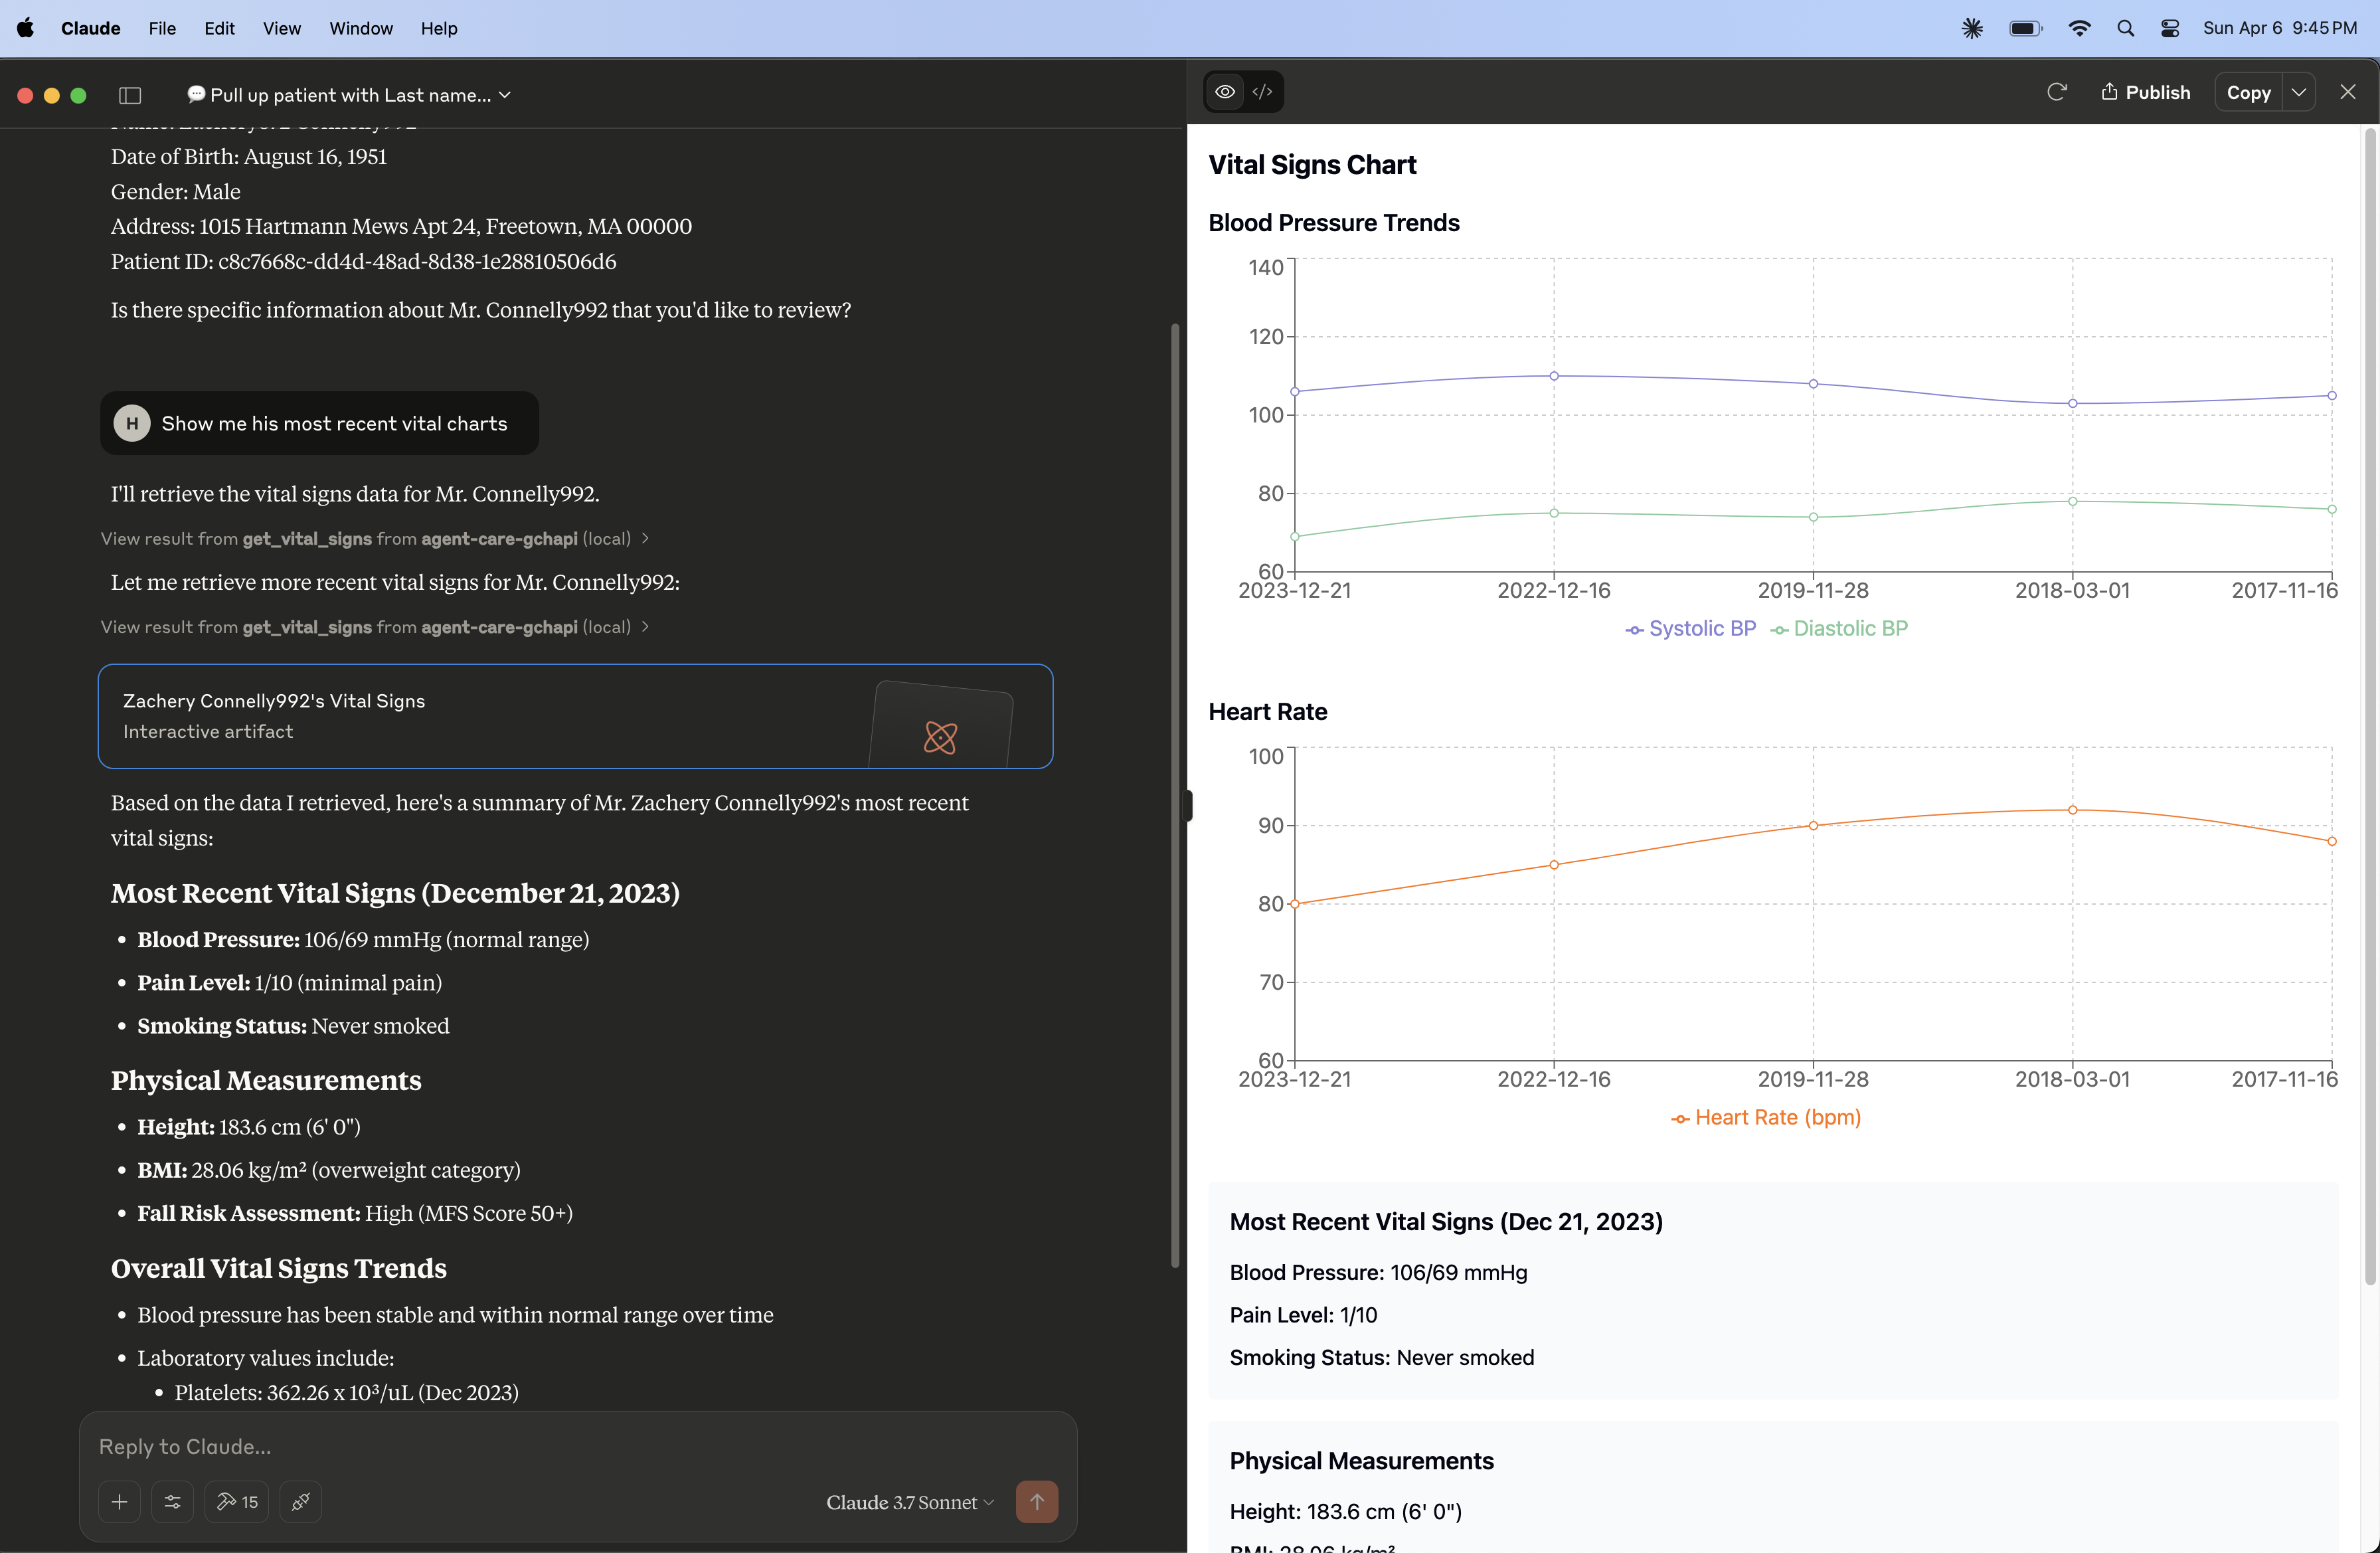 Claude File Edit View Window Help
Sun Apr 6 9:45 PM
Pull up patient with Last name...
Date of Birth: August 16, 1951
Gender: Male
Address: 1015 Hartmann Mews Apt 24, Freetown, MA 00000
Patient ID: c8c7668c-dd4d-48ad-8d38-1e28810506d6
Is there specific information about Mr. Connelly992 that you'd like to review?
H Show me his most recent vital charts
I'll retrieve the vital signs data for Mr. Connelly992.
View result from get_vital_signs from agent-care-gchapi (local)
Let me retrieve more recent vital signs for Mr. Connelly992:
View result from get_vital_signs from agent-care-gchapi (local)
Zachery Connelly992's Vital Signs
Interactive artifact
Based on the data I retrieved, here's a summary of Mr. Zachery Connelly992's most recent
vital signs:
Most Recent Vital Signs (December 21, 2023)
• Blood Pressure: 106/69 mmHg (normal range)
• Pain Level: 1/10 (minimal pain)
• Smoking Status: Never smoked
Physical Measurements
• Height: 183.6 cm (6' 0")
• BMI: 28.06 kg/m² (overweight category)
• Fall Risk Assessment: High (MFS Score 50+)
Overall Vital Signs Trends
• Blood pressure has been stable and within normal range over time
• Laboratory values include:
• Platelets: 362.26 x 10³/uL (Dec 2023)
Reply to Claude...
15
Claude 3.7 Sonnet
</>
Publish
Copy
Vital Signs Chart
Blood Pressure Trends
140
120
100
80
60
2023-12-21 2022-12-16 2019-11-28 2018-03-01 2017-11-16
Systolic BP Diastolic BP
Heart Rate
100
90
80
70
60
2023-12-21 2022-12-16 2019-11-28 2018-03-01 2017-11-16
Heart Rate (bpm)
Most Recent Vital Signs (Dec 21, 2023)
Blood Pressure: 106/69 mmHg
Pain Level: 1/10
Smoking Status: Never smoked
Physical Measurements
Height: 183.6 cm (6' 0")
BMI: 28.06 kg/m²